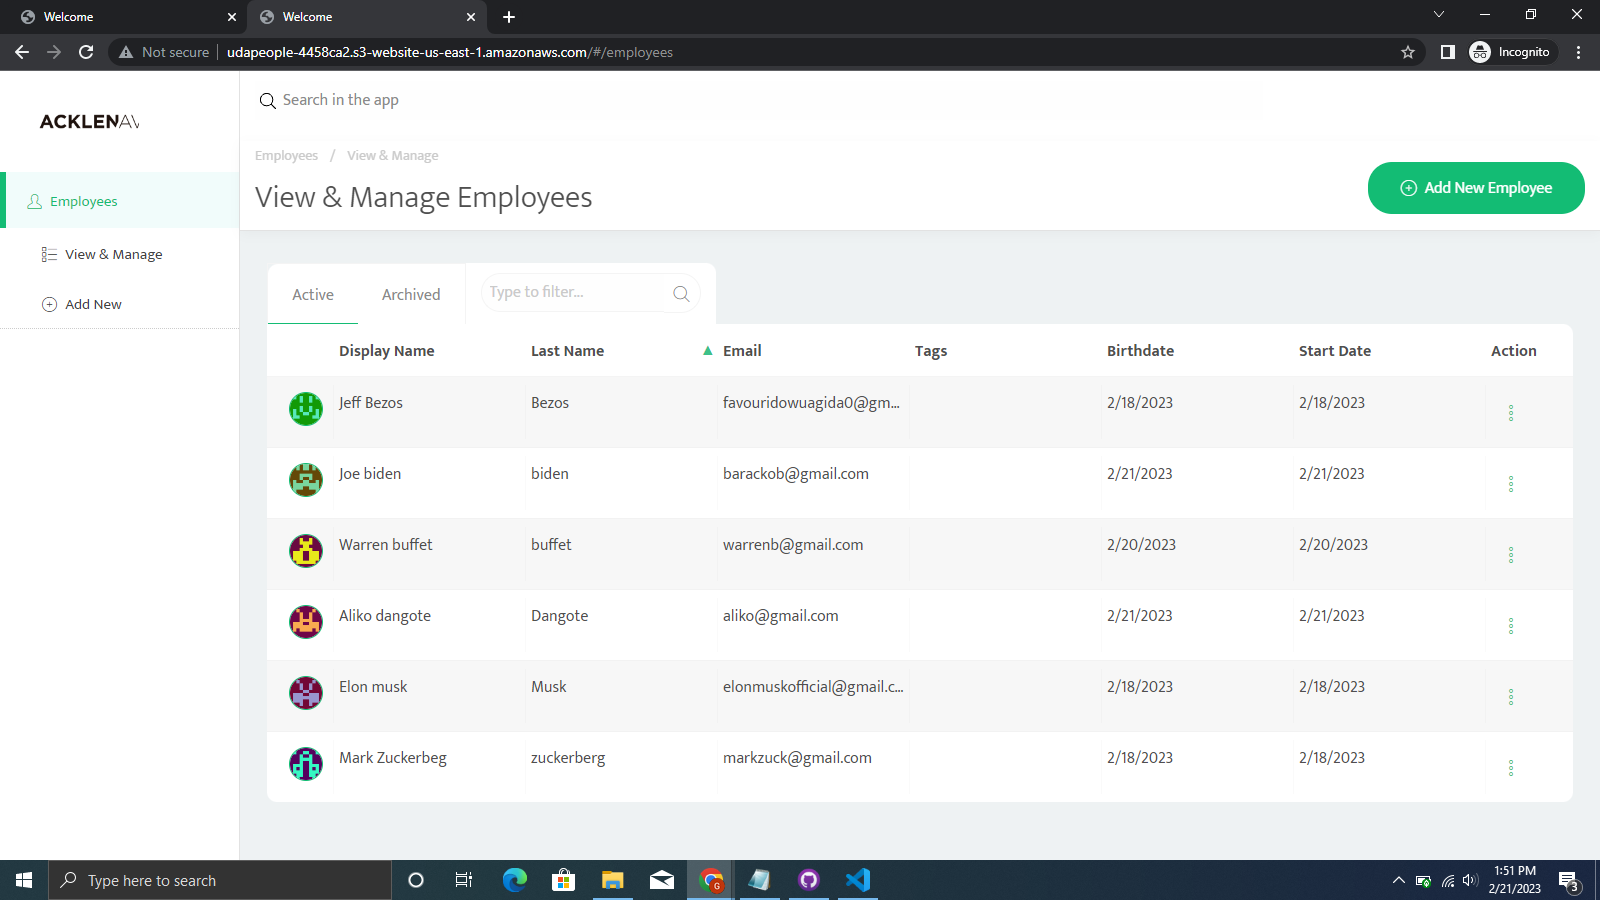 Welcome
Welcome
Not secure
udapeople-4458ca2.s3-website-us-east-1.amazonaws.com/#/employees
Incognito
ACKLENAV
Search in the app
Employees / View & Manage
View & Manage Employees
Add New Employee
Employees
View & Manage
Add New
Active
Archived
Type to filter...
Display Name Last Name Email Tags Birthdate Start Date Action
Jeff Bezos Bezos favouridowuagida0@gm... 2/18/2023 2/18/2023
Joe biden biden barackob@gmail.com 2/21/2023 2/21/2023
Warren buffet buffet warrenb@gmail.com 2/20/2023 2/20/2023
Aliko dangote Dangote aliko@gmail.com 2/21/2023 2/21/2023
Elon musk Musk elonmuskofficial@gmail.c... 2/18/2023 2/18/2023
Mark Zuckerbeg zuckerberg markzuck@gmail.com 2/18/2023 2/18/2023
Type here to search
G
1:51 PM
2/21/2023
3